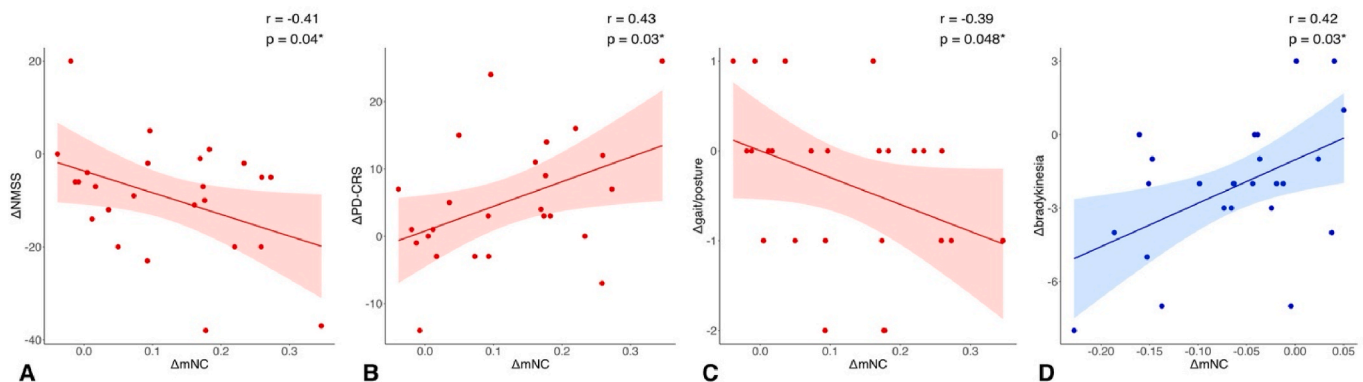 r = -0.41
p = 0.04*
20
0
-20
-40
ΔNMSS
0.0 0.1 0.2 0.3
ΔmNC
A
r = 0.43
p = 0.03*
20
10
0
-10
ΔPD-CRS
0.0 0.1 0.2 0.3
ΔmNC
B
r = -0.39
p = 0.048*
1
0
-1
-2
Δgait/posture
0.0 0.1 0.2 0.3
ΔmNC
C
r = 0.42
p = 0.03*
3
0
-3
-6
Δbradykinesia
-0.20 -0.15 -0.10 -0.05 0.00 0.05
ΔmNC
D